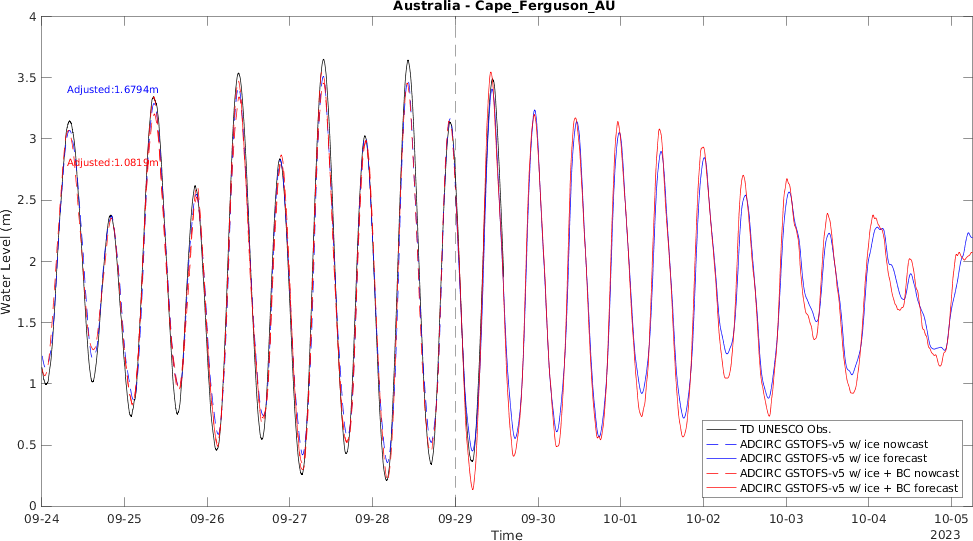 Australia - Cape_Ferguson_AU
4
3.5
3
2.5
2
1.5
1
0.5
0
Water Level (m)
Adjusted:1.6794m
Adjusted:1.0819m
TD UNESCO Obs.
ADCIRC GSTOFS-v5 w/ ice nowcast
ADCIRC GSTOFS-v5 w/ ice forecast
ADCIRC GSTOFS-v5 w/ ice + BC nowcast
ADCIRC GSTOFS-v5 w/ ice + BC forecast
09-24 09-25 09-26 09-27 09-28 09-29 09-30 10-01 10-02 10-03 10-04 10-05
Time
2023